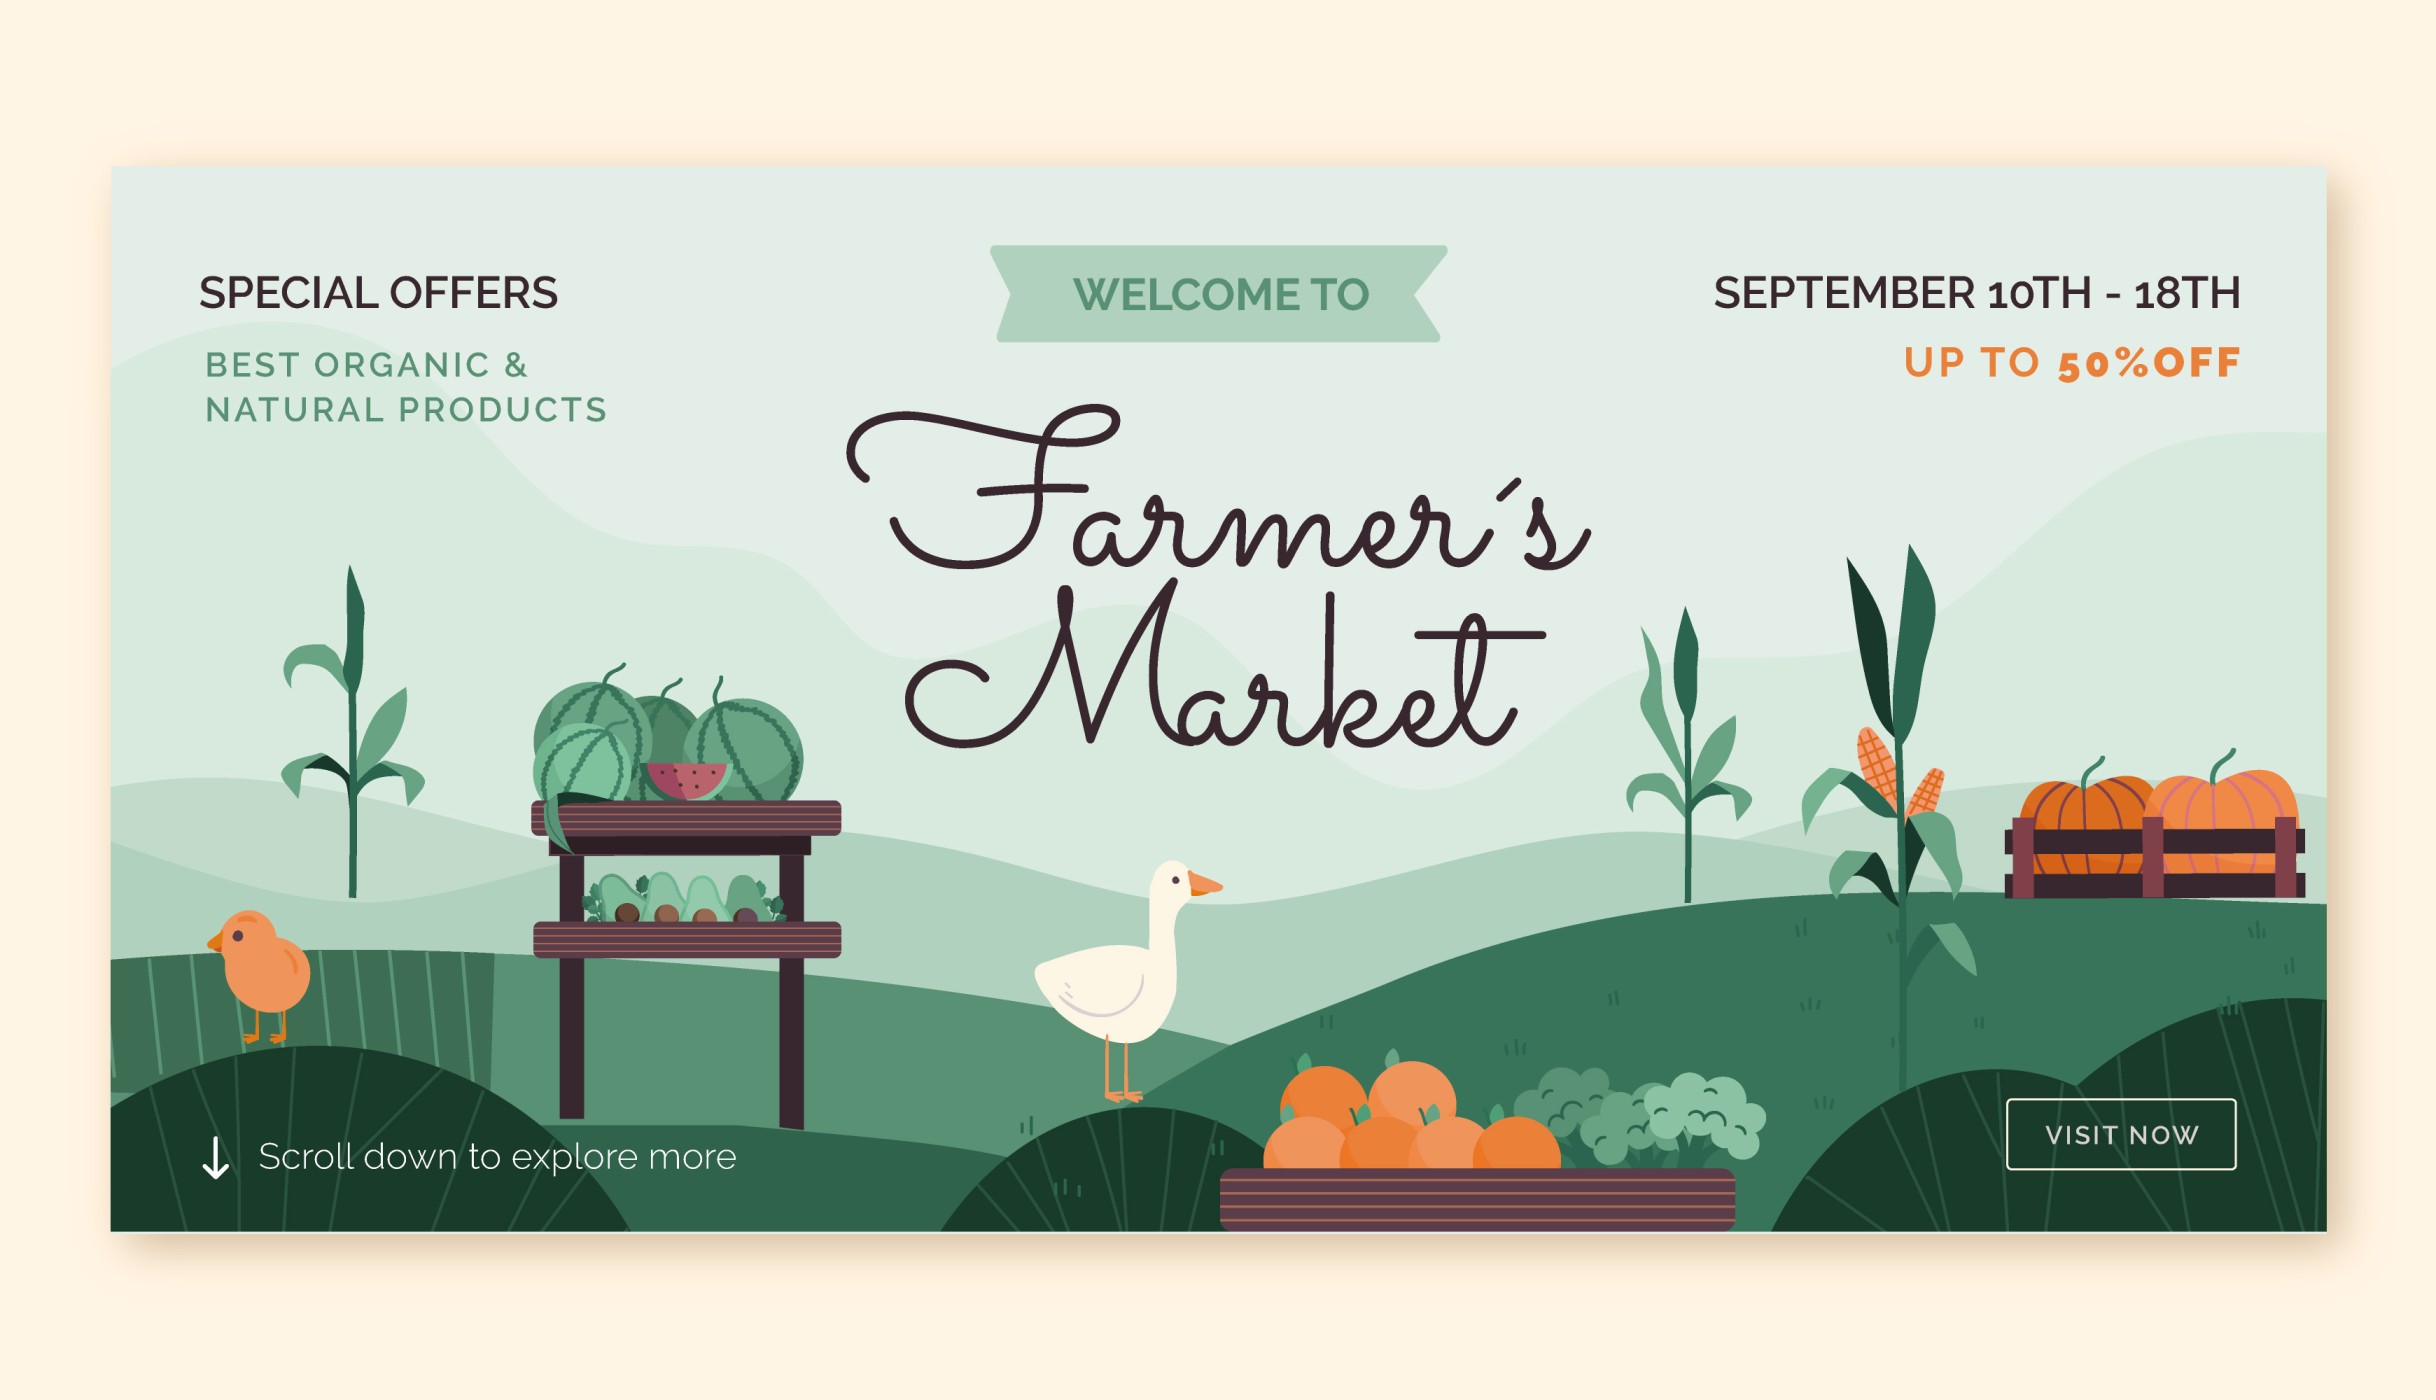 SPECIAL OFFERS
BEST ORGANIC &
NATURAL PRODUCTS
WELCOME TO
Farmer´s
Market
SEPTEMBER 10TH - 18TH
UP TO 50%OFF
Scroll down to explore more
VISIT NOW